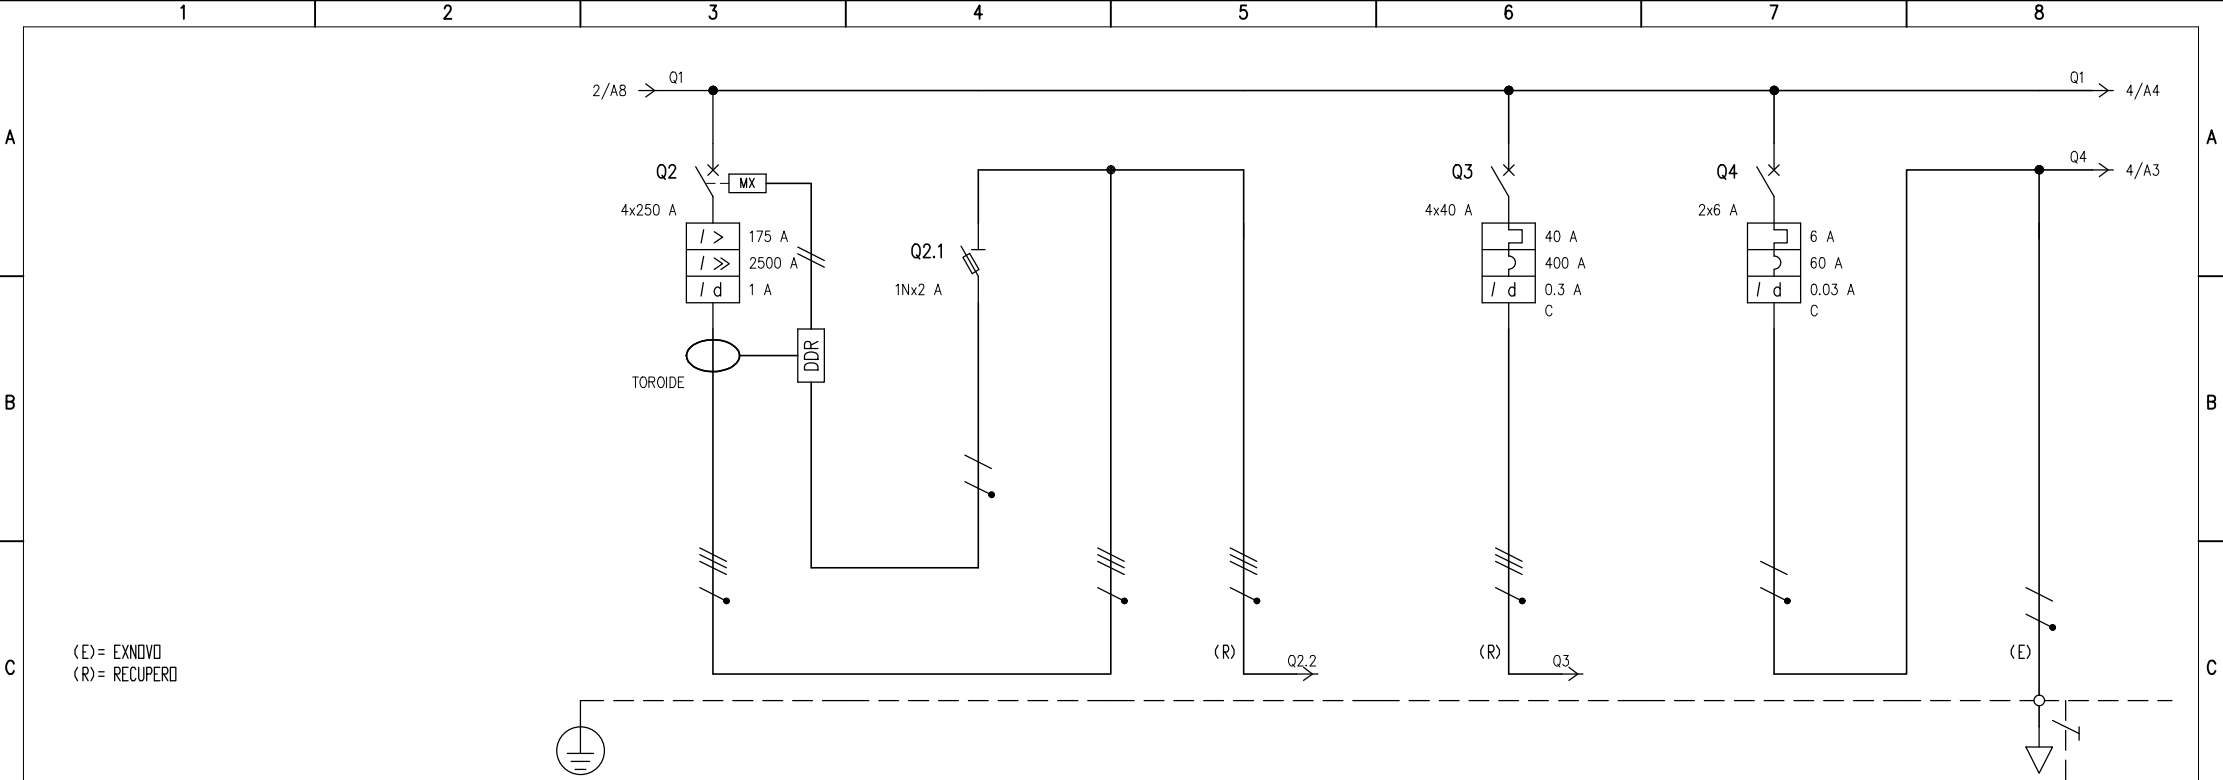 1 2 3 4 5 6 7 8
2/A8 Q1 Q1 4/A4
A A
Q4 4/A3
Q2 MX Q3 Q4
4x250 A 4x40 A 2x6 A
I > 175 A 40 A 6 A
Q2.1
I >> 2500 A 400 A 60 A
1Nx2 A
I d 1 A I d 0.3 A I d 0.03 A
C C
DDR
TOROIDE
B B
(E)= EXNOVO (R) (R) (E)
Q2.2 Q3
C C
(R)= RECUPERO